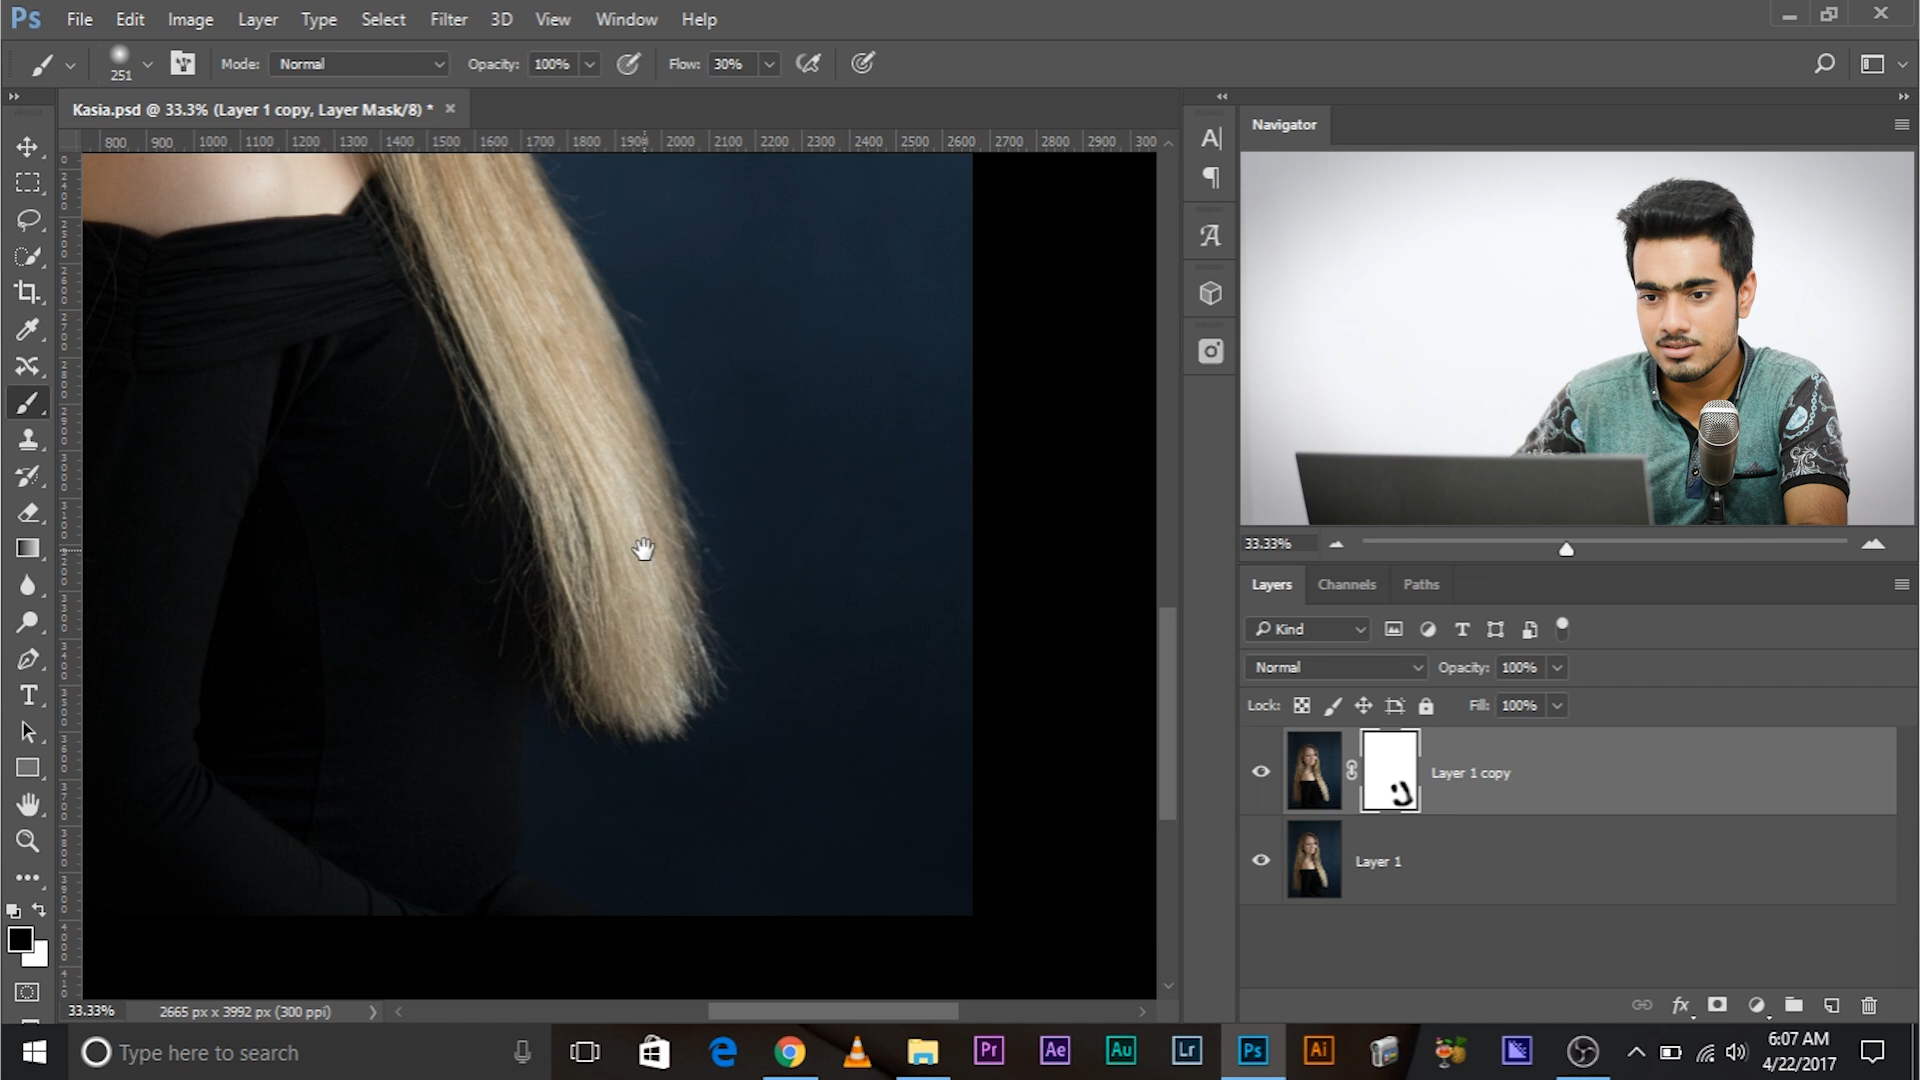 Ps File Edit Image Layer Type Select Filter 3D View Window Help
251 Mode: Normal Opacity: 100% Flow: 30%
Kasia.psd @ 33.3% (Layer 1 copy, Layer Mask/8) *
800 900 1000 1100 1200 1300 1400 1500 1600 1700 1800 1900 2000 2100 2200 2300 2400 2500 2600 2700 2800 2900 300
Navigator
33.33%
Layers Channels Paths
Kind
Normal Opacity: 100%
Lock: Fill: 100%
Layer 1 copy
Layer 1
33.33% 2665 px x 3992 px (300 ppi)
Type here to search
Pr Ae Au Lr Ps Ai
6:07 AM
4/22/2017